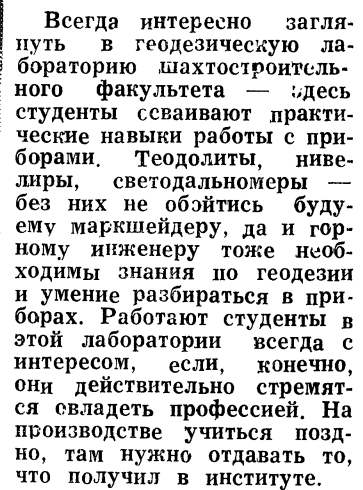 Всегда интересно загля-
нуть в геодезическую ла-
бораторию шахтостроитель-
ного факультета — здесь
студенты осваивают практи-
ческие навыки работы с при-
борами. Теодолиты, ниве-
лиры, светодальномеры —
без них не обойтись буду-
ему маркшейдеру, да и гор-
ному инженеру тоже необ-
ходимы знания по геодезии
и умение разбираться в при-
борах. Работают студенты в
этой лаборатории всегда с
интересом, если, конечно,
они действительно стремят-
ся овладеть профессией. На
производстве учиться позд-
но, там нужно отдавать то,
что получил в институте.